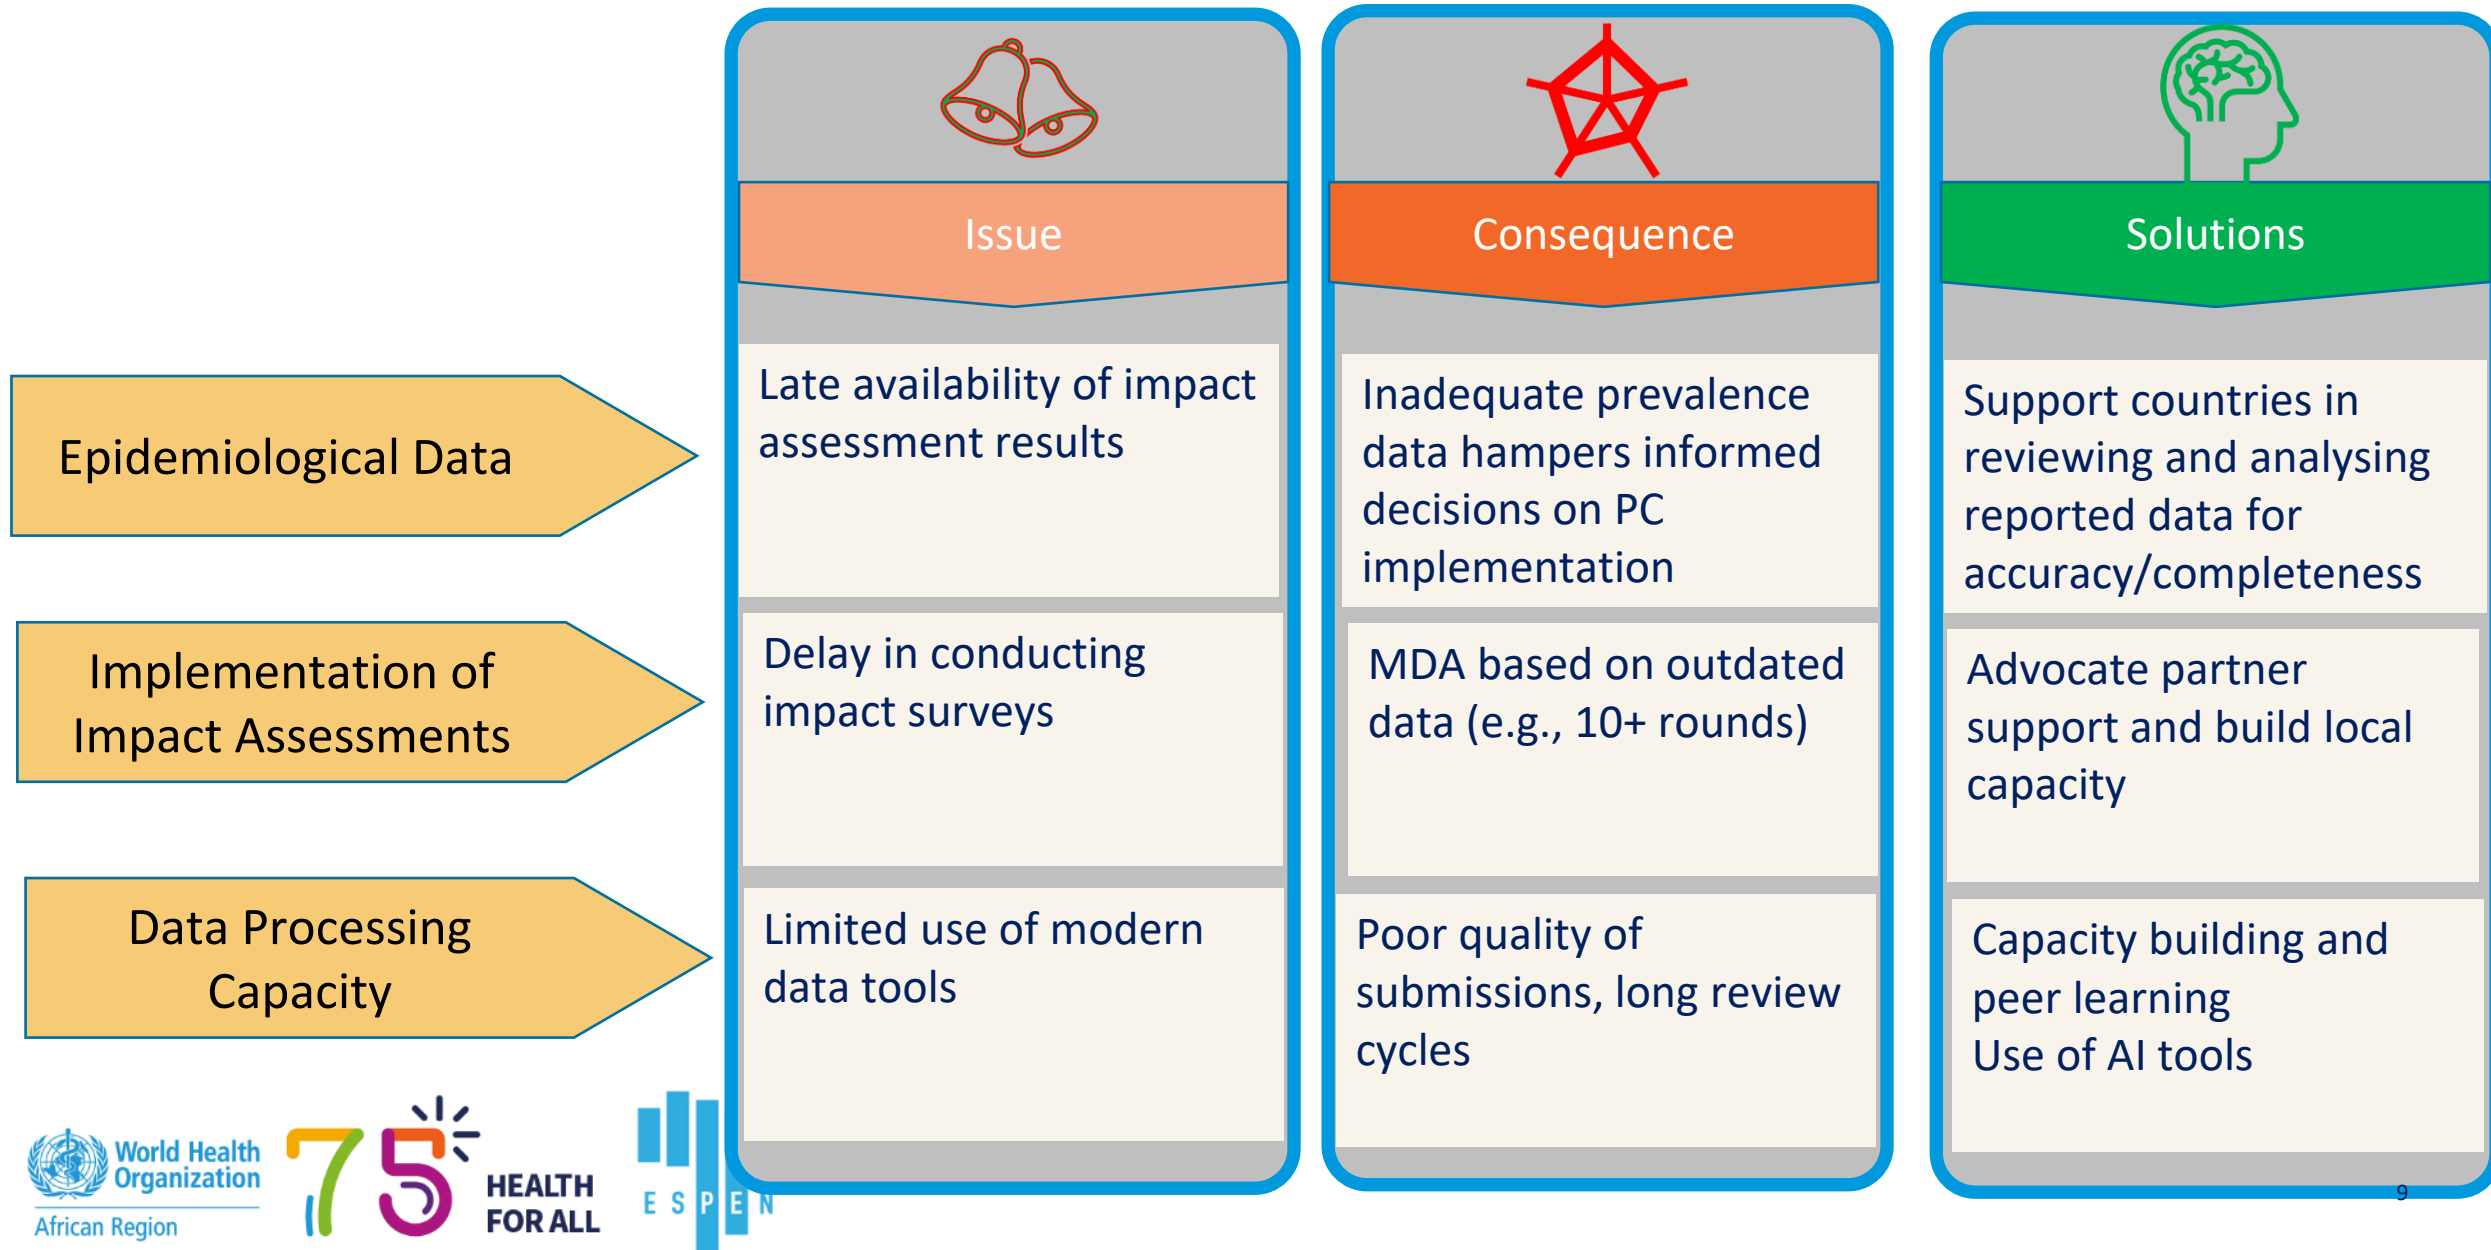 Issue
Consequence
Solutions
Epidemiological Data
Late availability of impact
assessment results
Inadequate prevalence
data hampers informed
decisions on PC
implementation
Support countries in
reviewing and analysing
reported data for
accuracy/completeness
Implementation of
Impact Assessments
Delay in conducting
impact surveys
MDA based on outdated
data (e.g., 10+ rounds)
Advocate partner
support and build local
capacity
Data Processing
Capacity
Limited use of modern
data tools
Poor quality of
submissions, long review
cycles
Capacity building and
peer learning
Use of AI tools
World Health
Organization
African Region
75
HEALTH
FOR ALL
ESPEN
9